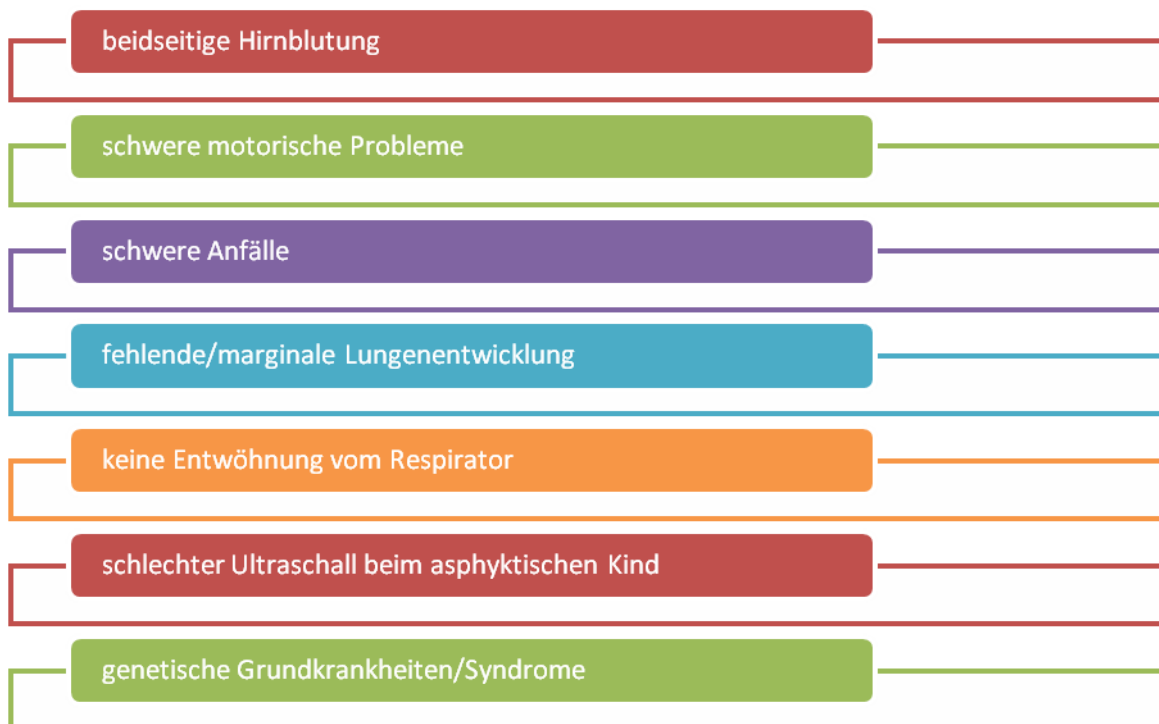 beidseitige Hirnblutung
schwere motorische Probleme
schwere Anfälle
fehlende/marginale Lungenentwicklung
keine Entwöhnung vom Respirator
schlechter Ultraschall beim asphyktischen Kind
genetische Grundkrankheiten/Syndrome